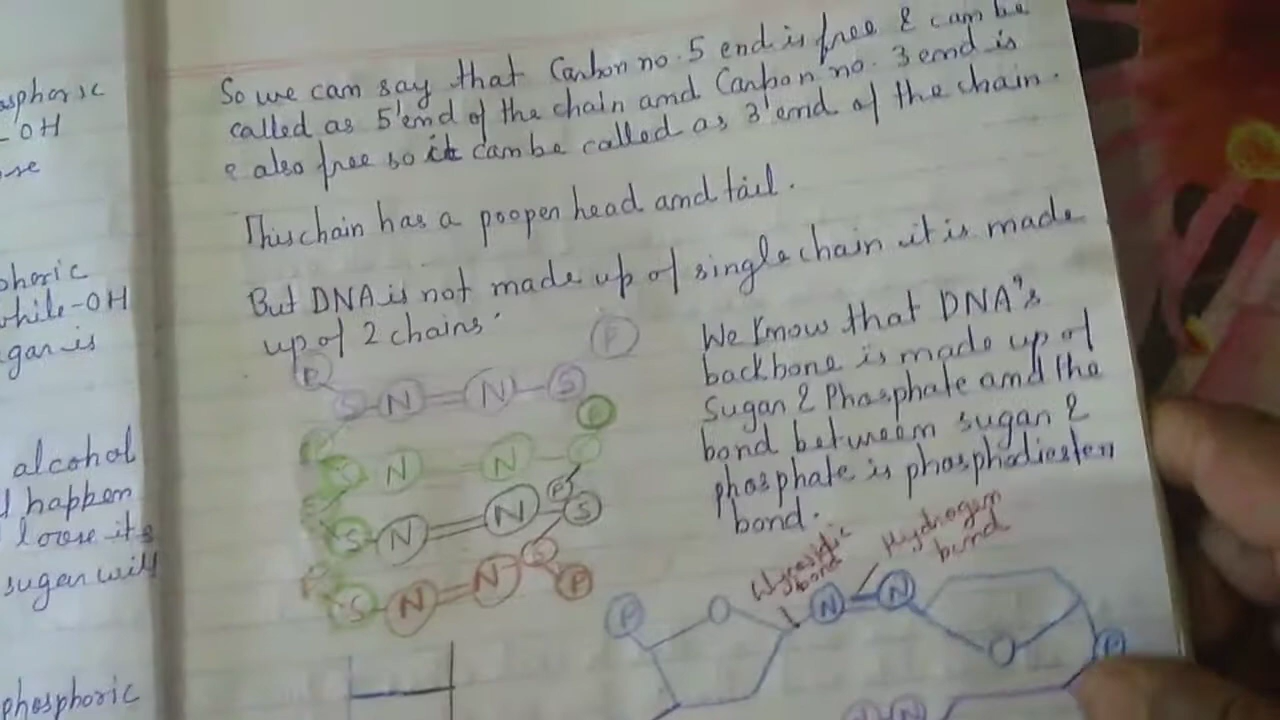 aspharic
-OH
ose
phoric
while-OH
gar is
alcohol
d happen
loose its
sugar will
phosphoric
So we can say that Carbon no. 5 end is free & can be
called as 5' end of the chain and Carbon no. 3 end is
& also free so it can be called as 3' end of the chain.
This chain has a pooper head and tail.
But DNA is not made up of single chain it is made
up of 2 chains.
We Know that DNA's
backbone is made up of
Sugar & Phosphate and the
bond between sugar &
phosphate is phosphodiester
bond.
P
P
S N N S
P
S N N
P
S N N S
S
P
S N N P
Glycosidic
bond
Hydrogen
bond
P O N N
O P
N N